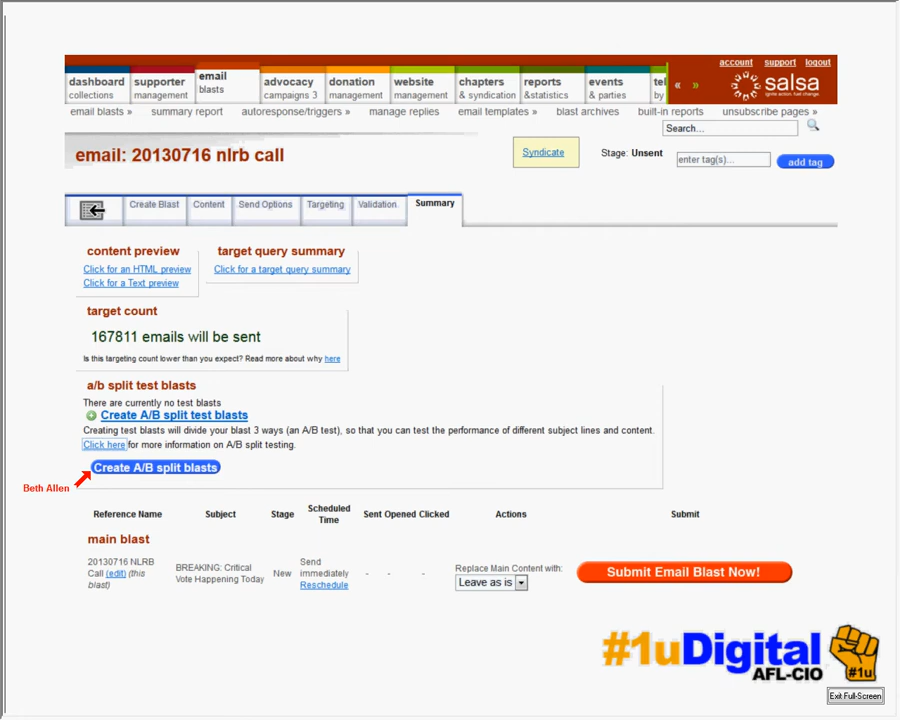 account support logout
dashboard collections
supporter management
email blasts
advocacy campaigns 3
donation management
website management
chapters & syndication
reports &statistics
events & parties
tel by
« »
salsa
ignite action. fuel change.
email blasts » summary report autoresponse/triggers » manage replies email templates » blast archives built-in reports unsubscribe pages »
Search...
email: 20130716 nlrb call
Syndicate
Stage: Unsent
enter tag(s)...
add tag
Create Blast Content Send Options Targeting Validation. Summary
content preview
Click for an HTML preview
Click for a Text preview
target query summary
Click for a target query summary
target count
167811 emails will be sent
Is this targeting count lower than you expect? Read more about why here
a/b split test blasts
There are currently no test blasts
Create A/B split test blasts
Creating test blasts will divide your blast 3 ways (an A/B test), so that you can test the performance of different subject lines and content.
Click here for more information on A/B split testing.
Create A/B split blasts
Beth Allen
Reference Name Subject Stage Scheduled Time Sent Opened Clicked Actions Submit
main blast
20130716 NLRB
Call (edit) (this
blast)
BREAKING: Critical
Vote Happening Today
New
Send
immediately
Reschedule
- - -
Replace Main Content with:
Leave as is
Submit Email Blast Now!
#1uDigital
AFL-CIO
#1u
Exit Full-Screen